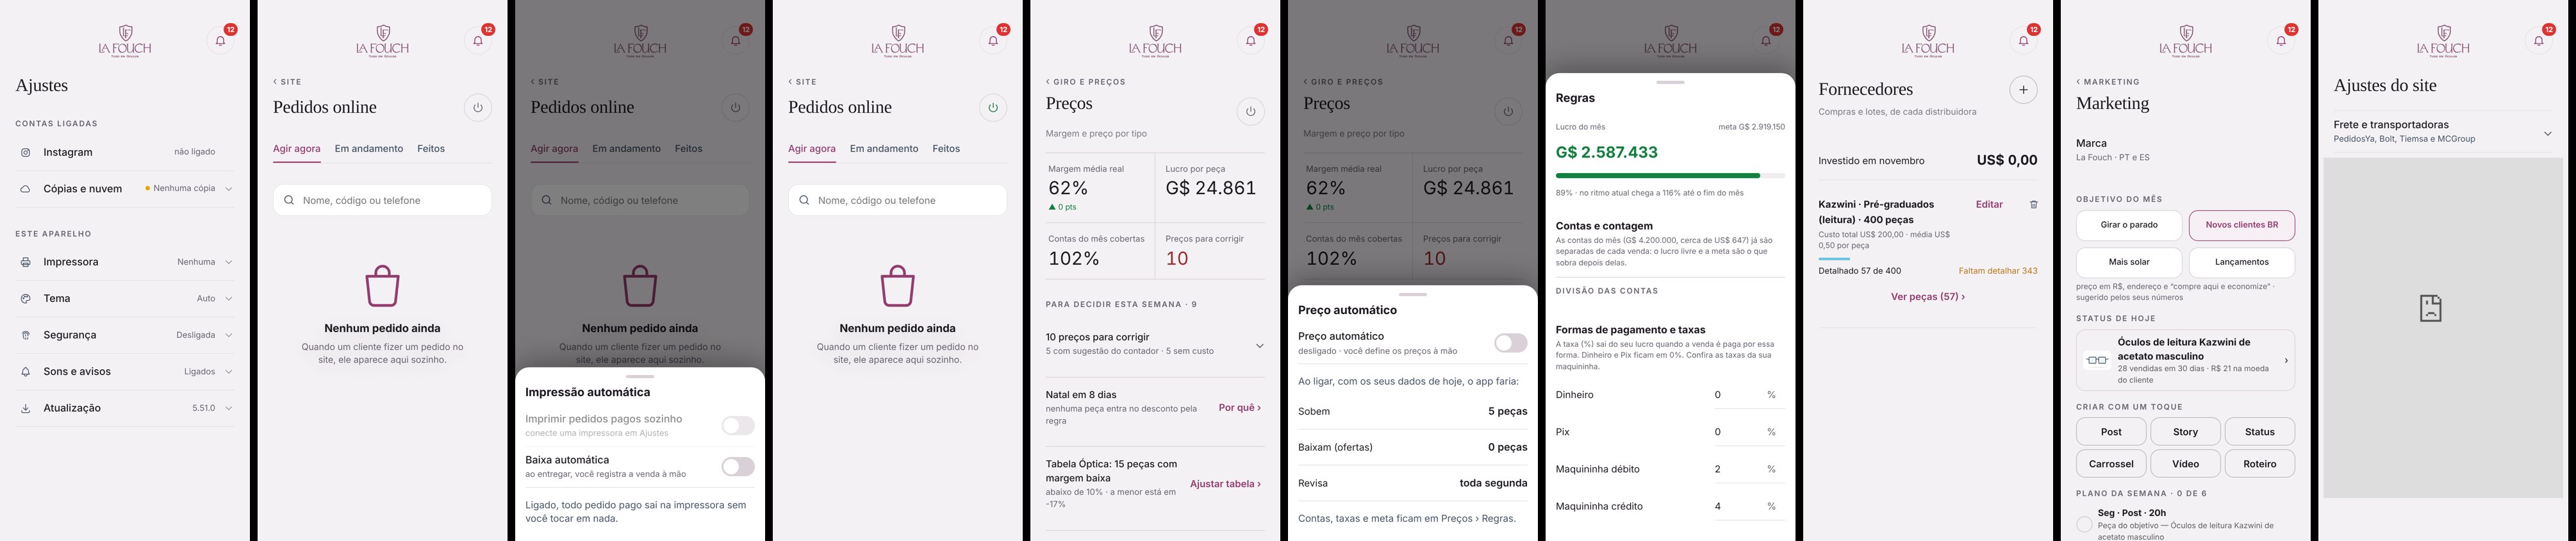 LA FOUCH
12
Ajustes
CONTAS LIGADAS
Instagram não ligado
Cópias e nuvem Nenhuma cópia
ESTE APARELHO
Impressora Nenhuma
Tema Auto
Segurança Desligada
Sons e avisos Ligados
Atualização 5.51.0
LA FOUCH
12
‹ SITE
Pedidos online
Agir agora Em andamento Feitos
Nome, código ou telefone
Nenhum pedido ainda
Quando um cliente fizer um pedido no
site, ele aparece aqui sozinho.
LA FOUCH
12
‹ SITE
Pedidos online
Agir agora Em andamento Feitos
Nome, código ou telefone
Nenhum pedido ainda
Quando um cliente fizer um pedido no
site, ele aparece aqui sozinho.
Impressão automática
Imprimir pedidos pagos sozinho
conecte uma impressora em Ajustes
Baixa automática
ao entregar, você registra a venda à mão
Ligado, todo pedido pago sai na impressora sem
você tocar em nada.
LA FOUCH
12
‹ SITE
Pedidos online
Agir agora Em andamento Feitos
Nome, código ou telefone
Nenhum pedido ainda
Quando um cliente fizer um pedido no
site, ele aparece aqui sozinho.
LA FOUCH
12
‹ GIRO E PREÇOS
Preços
Margem e preço por tipo
Margem média real Lucro por peça
62% G$ 24.861
▲ 0 pts
Contas do mês cobertas Preços para corrigir
102% 10
PARA DECIDIR ESTA SEMANA · 9
10 preços para corrigir
5 com sugestão do contador · 5 sem custo
Natal em 8 dias
nenhuma peça entra no desconto pela
regra
Por quê ›
Tabela Óptica: 15 peças com
margem baixa
abaixo de 10% · a menor está em
-17%
Ajustar tabela ›
LA FOUCH
12
‹ GIRO E PREÇOS
Preços
Margem e preço por tipo
Margem média real Lucro por peça
62% G$ 24.861
▲ 0 pts
Contas do mês cobertas Preços para corrigir
102% 10
Preço automático
Preço automático
desligado · você define os preços à mão
Ao ligar, com os seus dados de hoje, o app faria:
Sobem 5 peças
Baixam (ofertas) 0 peças
Revisa toda segunda
Contas, taxas e meta ficam em Preços › Regras.
LA FOUCH
12
Regras
Lucro do mês meta G$ 2.919.150
G$ 2.587.433
89% · no ritmo atual chega a 116% até o fim do mês
Contas e contagem
As contas do mês (G$ 4.200.000, cerca de US$ 647) já são
separadas de cada venda: o lucro livre e a meta são o que
sobra depois delas.
DIVISÃO DAS CONTAS
Formas de pagamento e taxas
A taxa (%) sai do seu lucro quando a venda é paga por essa
forma. Dinheiro e Pix ficam em 0%. Confira as taxas da sua
maquininha.
Dinheiro 0 %
Pix 0 %
Maquininha débito 2 %
Maquininha crédito 4 %
LA FOUCH
12
Fornecedores
Compras e lotes, de cada distribuidora
Investido em novembro US$ 0,00
Kazwini · Pré-graduados
(leitura) · 400 peças
Editar
Custo total US$ 200,00 · média US$
0,50 por peça
Detalhado 57 de 400 Faltam detalhar 343
Ver peças (57) ›
LA FOUCH
12
‹ MARKETING
Marketing
Marca
La Fouch · PT e ES
OBJETIVO DO MÊS
Girar o parado Novos clientes BR
Mais solar Lançamentos
preço em R$, endereço e “compre aqui e economize” ·
sugerido pelos seus números
STATUS DE HOJE
Óculos de leitura Kazwini de
acetato masculino
28 vendidas em 30 dias · R$ 21 na moeda
do cliente
CRIAR COM UM TOQUE
Post Story Status
Carrossel Vídeo Roteiro
PLANO DA SEMANA · 0 DE 6
Seg · Post · 20h
Peça do objetivo — Óculos de leitura Kazwini de
acetato masculino
LA FOUCH
12
Ajustes do site
Frete e transportadoras
PedidosYa, Bolt, Tiemsa e MCGroup